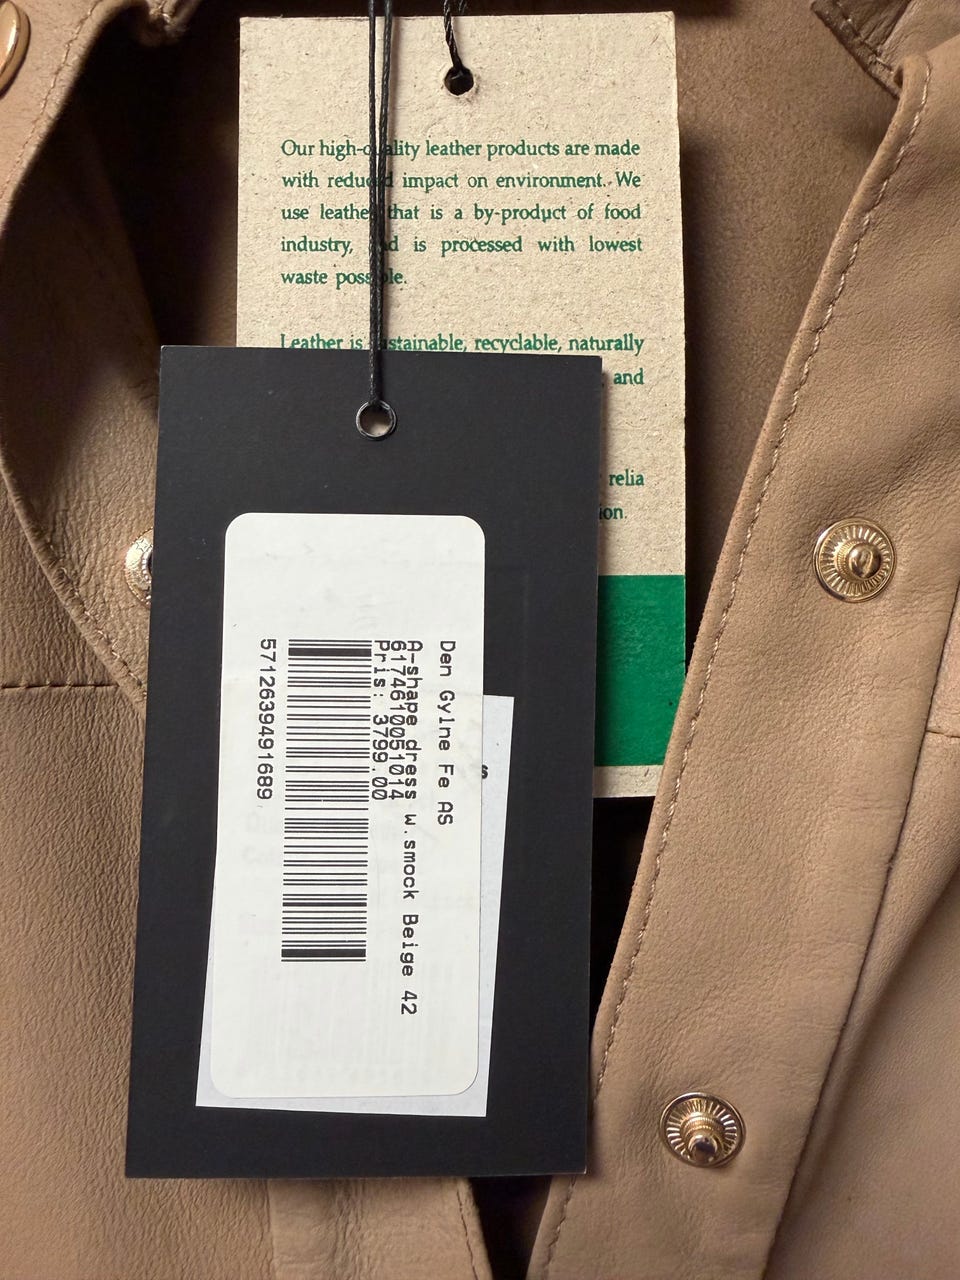 Our high-quality leather products are made
with reduced impact on environment. We
use leather that is a by-product of food
industry, and is processed with lowest
waste possible.
Leather is sustainable, recyclable, naturally
, and
ion.
Den Gylne Fe AS
A-shape dress w.smock Beige 42
6174610051014
Pris: 3799.00
5712639491689
s